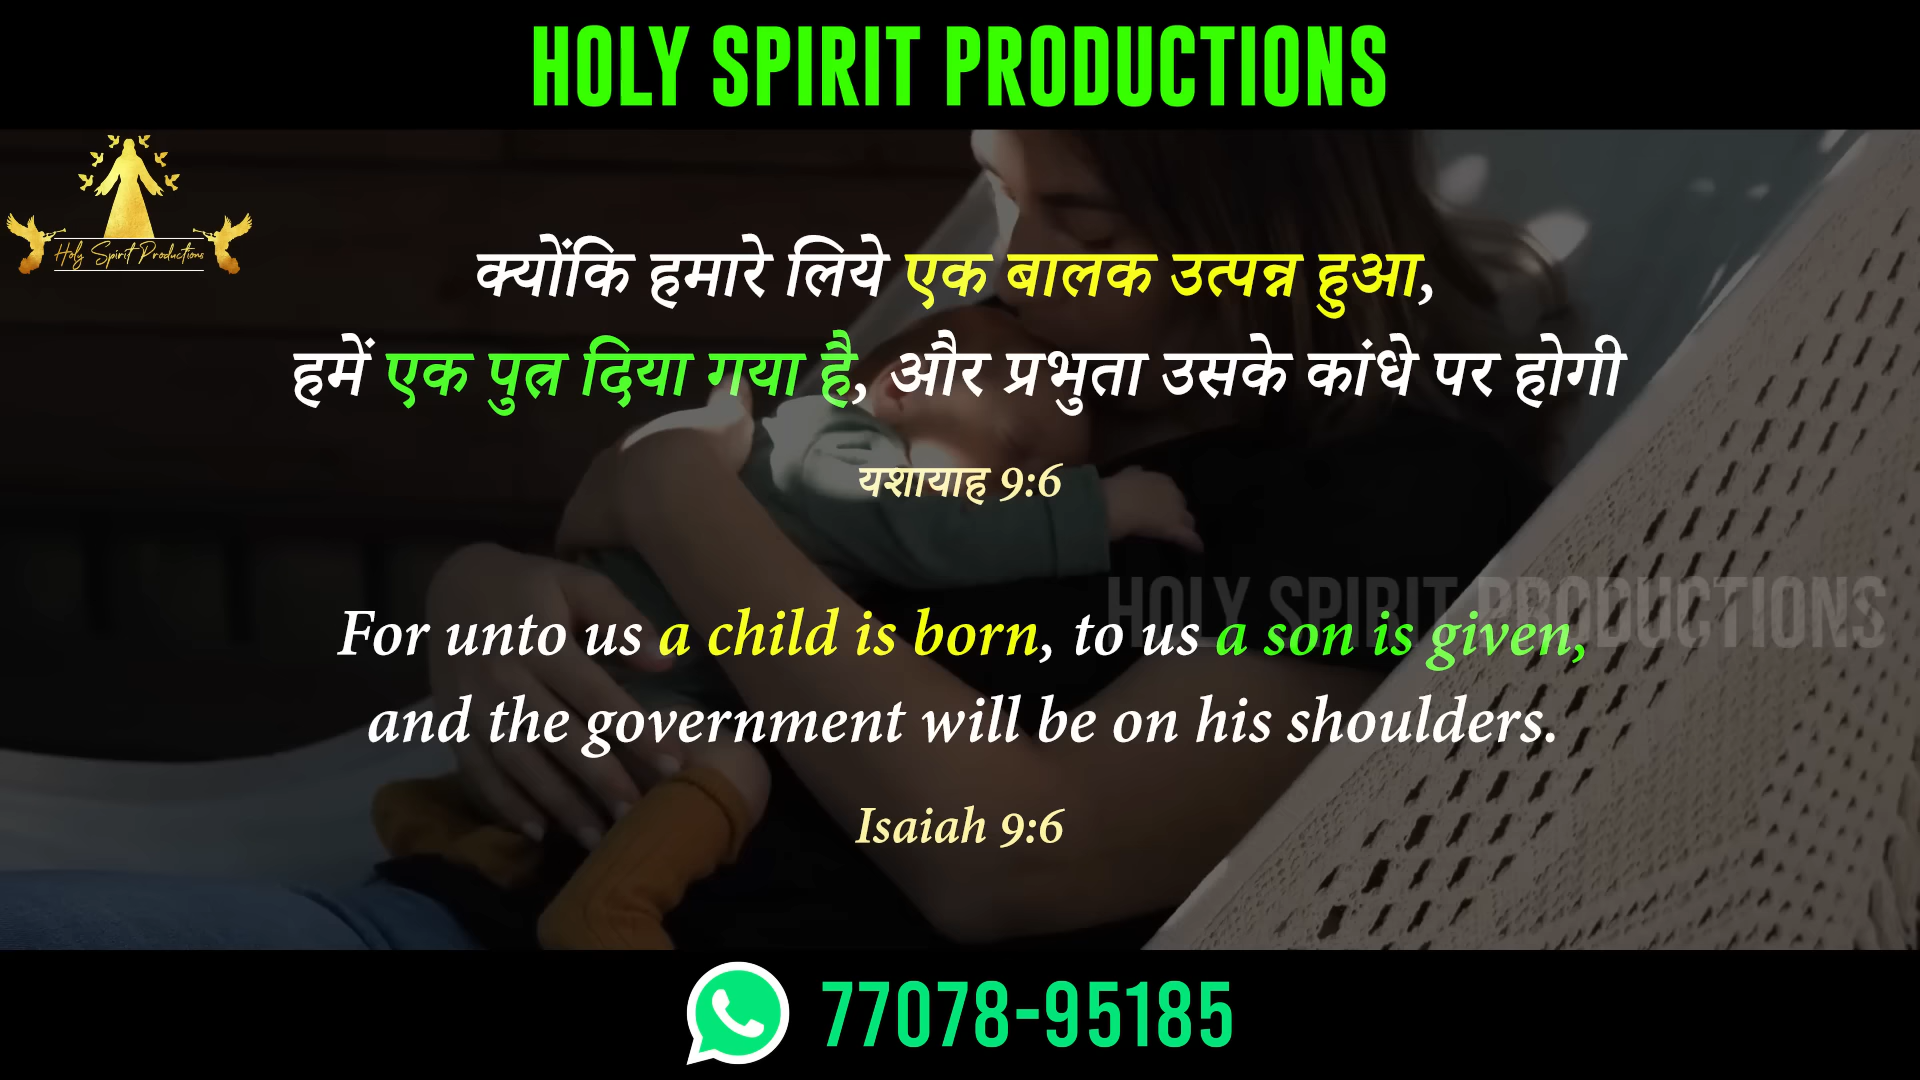 HOLY SPIRIT PRODUCTIONS
Holy Spirit Productions
क्योंकि हमारे लिये एक बालक उत्पन्न हुआ,
हमें एक पुत्र दिया गया है, और प्रभुता उसके कांधे पर होगी
यशायाह 9:6
HOLY SPIRIT PRODUCTIONS
For unto us a child is born, to us a son is given,
and the government will be on his shoulders.
Isaiah 9:6
77078-95185